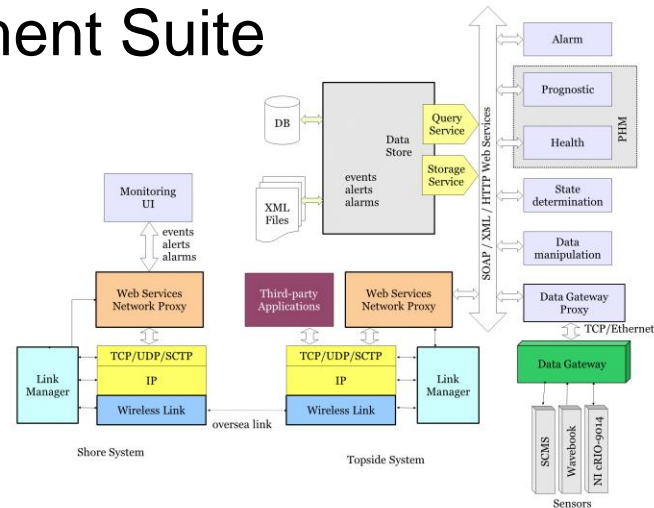 nent Suite
Alarm
Prognostic
Health
PHM
State
determination
Data
manipulation
Data Gateway
Proxy
TCP/Ethernet
Data Gateway
SCMS
Wavebook
NI cRIO-9014
Sensors
SOAP / XML / HTTP Web Services
Query
Service
Storage
Service
Data
Store
events
alerts
alarms
DB
XML
Files
Monitoring
UI
events
alerts
alarms
Web Services
Network Proxy
TCP/UDP/SCTP
IP
Wireless Link
Link
Manager
Shore System
oversea link
Third-party
Applications
Web Services
Network Proxy
TCP/UDP/SCTP
IP
Wireless Link
Link
Manager
Topside System